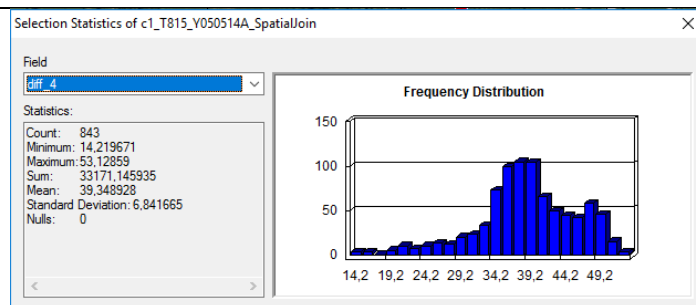 Selection Statistics of c1_T815_Y050514A_SpatialJoin
Field
diff_4
Statistics:
Count: 843
Minimum: 14,219671
Maximum: 53,12859
Sum: 33171,145935
Mean: 39,348928
Standard Deviation: 6,841665
Nulls: 0
Frequency Distribution
150
100
50
0
14,2 19,2 24,2 29,2 34,2 39,2 44,2 49,2